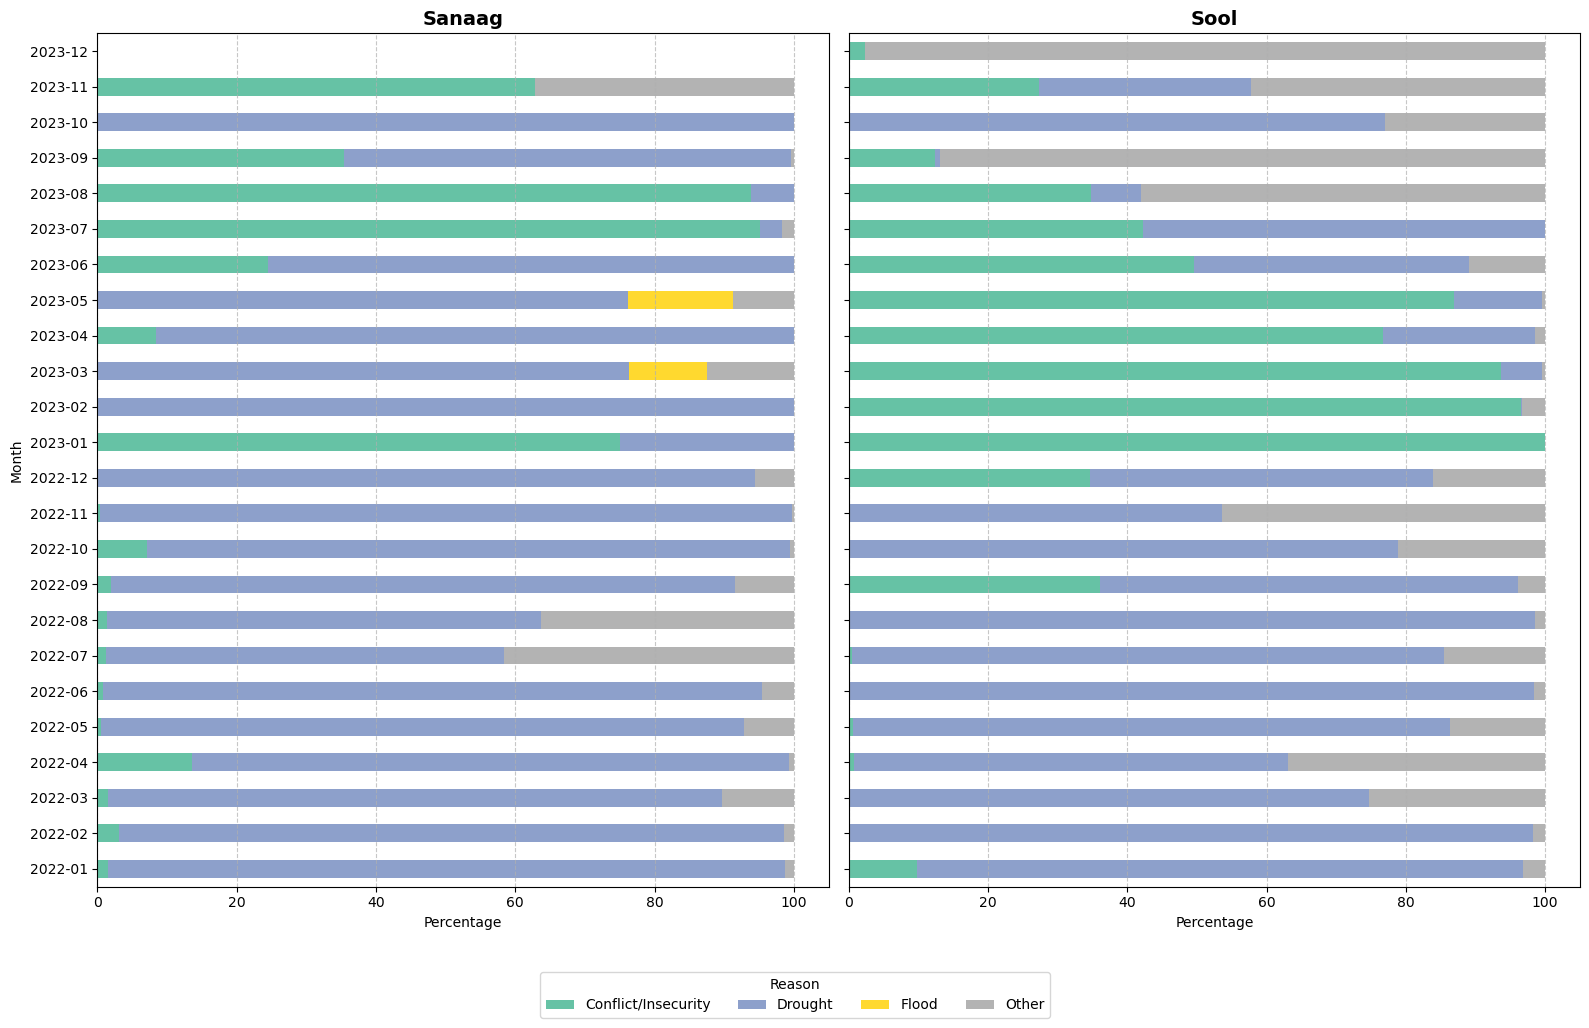 Sanaag
Sool
Month
2023-12
2023-11
2023-10
2023-09
2023-08
2023-07
2023-06
2023-05
2023-04
2023-03
2023-02
2023-01
2022-12
2022-11
2022-10
2022-09
2022-08
2022-07
2022-06
2022-05
2022-04
2022-03
2022-02
2022-01
0 20 40 60 80 100
0 20 40 60 80 100
Percentage
Percentage
Reason
Conflict/Insecurity Drought Flood Other